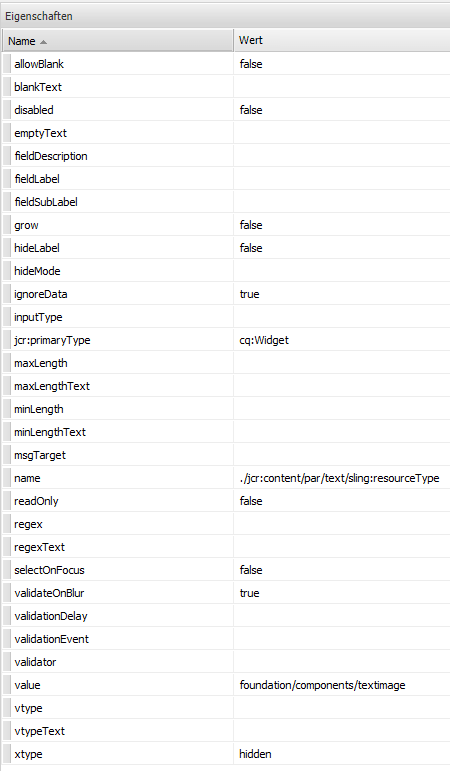 Eigenschaften
Name Wert
allowBlank false
blankText
disabled false
emptyText
fieldDescription
fieldLabel
fieldSubLabel
grow false
hideLabel false
hideMode
ignoreData true
inputType
jcr:primaryType cq:Widget
maxLength
maxLengthText
minLength
minLengthText
msgTarget
name ./jcr:content/par/text/sling:resourceType
readOnly false
regex
regexText
selectOnFocus false
validateOnBlur true
validationDelay
validationEvent
validator
value foundation/components/textimage
vtype
vtypeText
xtype hidden